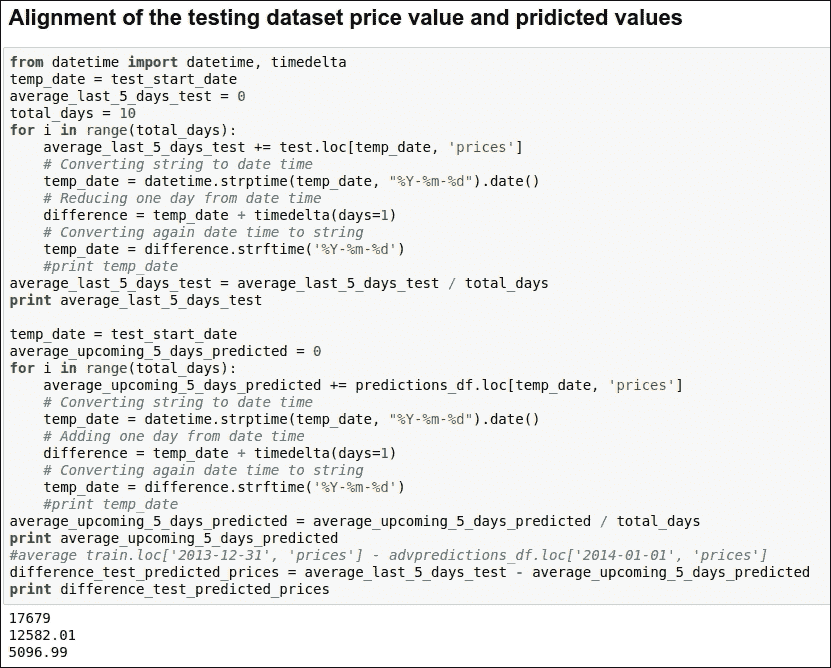 Alignment of the testing dataset price value and pridicted values
from datetime import datetime, timedelta
temp_date = test_start_date
average_last_5_days_test = 0
total_days = 10
for i in range(total_days):
    average_last_5_days_test += test.loc[temp_date, 'prices']
    # Converting string to date time
    temp_date = datetime.strptime(temp_date, "%Y-%m-%d").date()
    # Reducing one day from date time
    difference = temp_date + timedelta(days=1)
    # Converting again date time to string
    temp_date = difference.strftime('%Y-%m-%d')
    #print temp_date
average_last_5_days_test = average_last_5_days_test / total_days
print average_last_5_days_test

temp_date = test_start_date
average_upcoming_5_days_predicted = 0
for i in range(total_days):
    average_upcoming_5_days_predicted += predictions_df.loc[temp_date, 'prices']
    # Converting string to date time
    temp_date = datetime.strptime(temp_date, "%Y-%m-%d").date()
    # Adding one day from date time
    difference = temp_date + timedelta(days=1)
    # Converting again date time to string
    temp_date = difference.strftime('%Y-%m-%d')
    #print temp_date
average_upcoming_5_days_predicted = average_upcoming_5_days_predicted / total_days
print average_upcoming_5_days_predicted
#average train.loc['2013-12-31', 'prices'] - advpredictions_df.loc['2014-01-01', 'prices']
difference_test_predicted_prices = average_last_5_days_test - average_upcoming_5_days_predicted
print difference_test_predicted_prices
17679
12582.01
5096.99